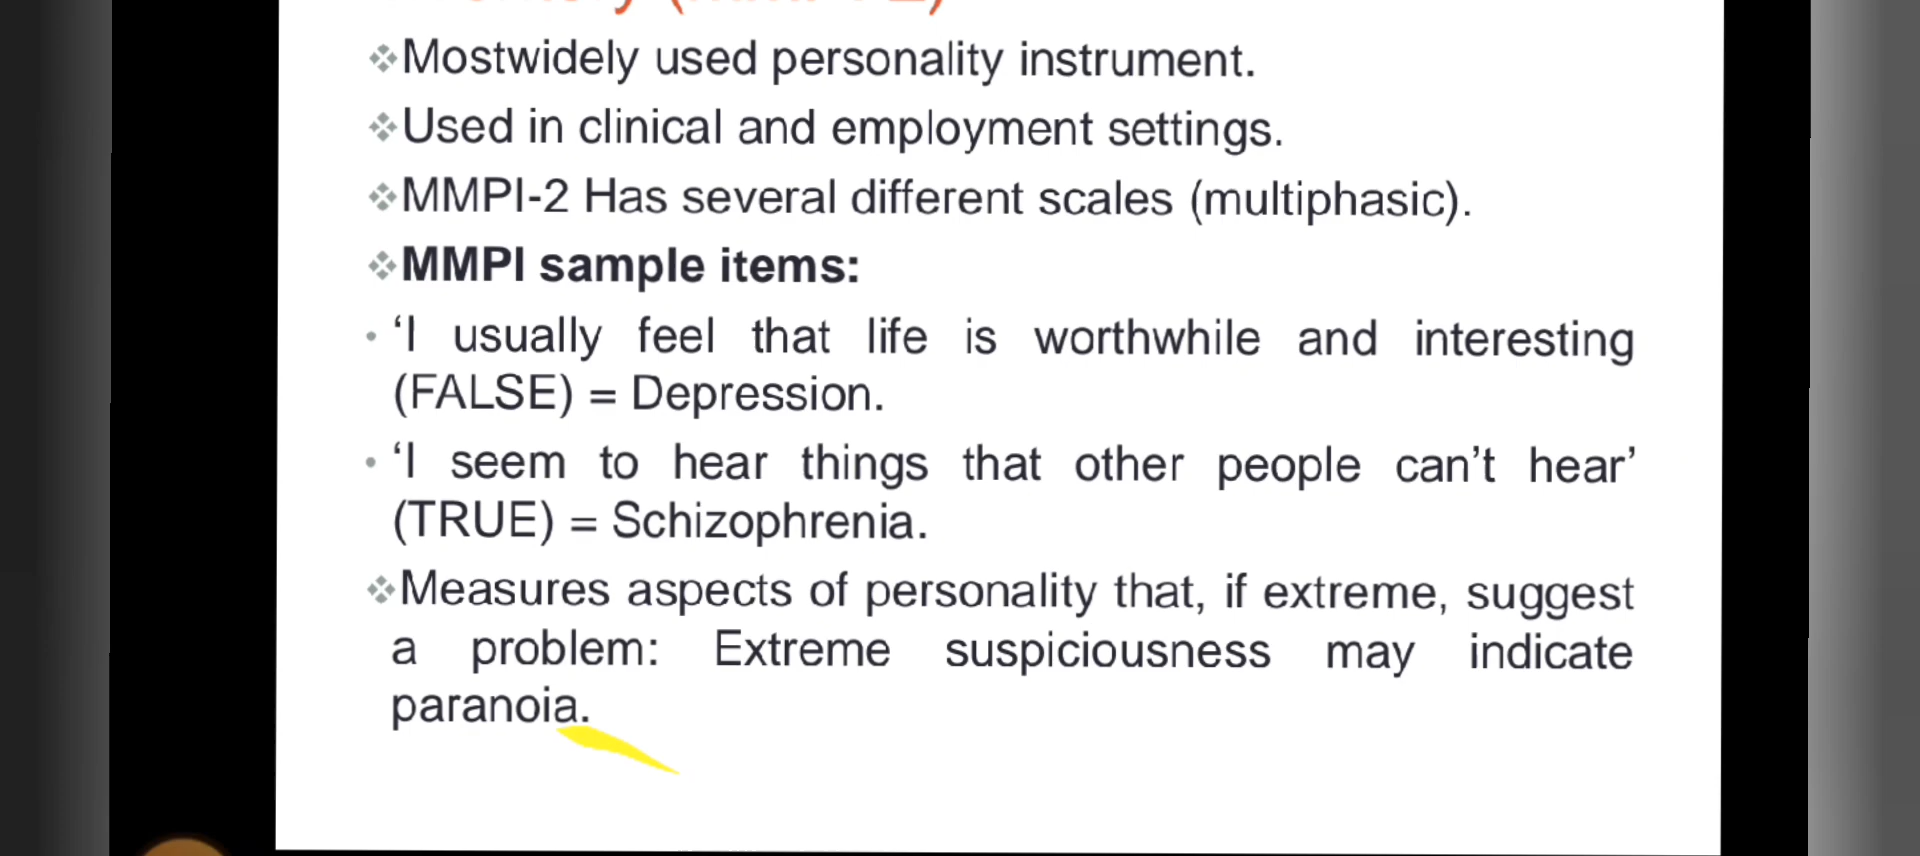 ❖Mostwidely used personality instrument.
❖Used in clinical and employment settings.
❖MMPI-2 Has several different scales (multiphasic).
❖MMPI sample items:
• ‘I usually feel that life is worthwhile and interesting
(FALSE) = Depression.
• ‘I seem to hear things that other people can’t hear’
(TRUE) = Schizophrenia.
❖Measures aspects of personality that, if extreme, suggest
a problem: Extreme suspiciousness may indicate
paranoia.